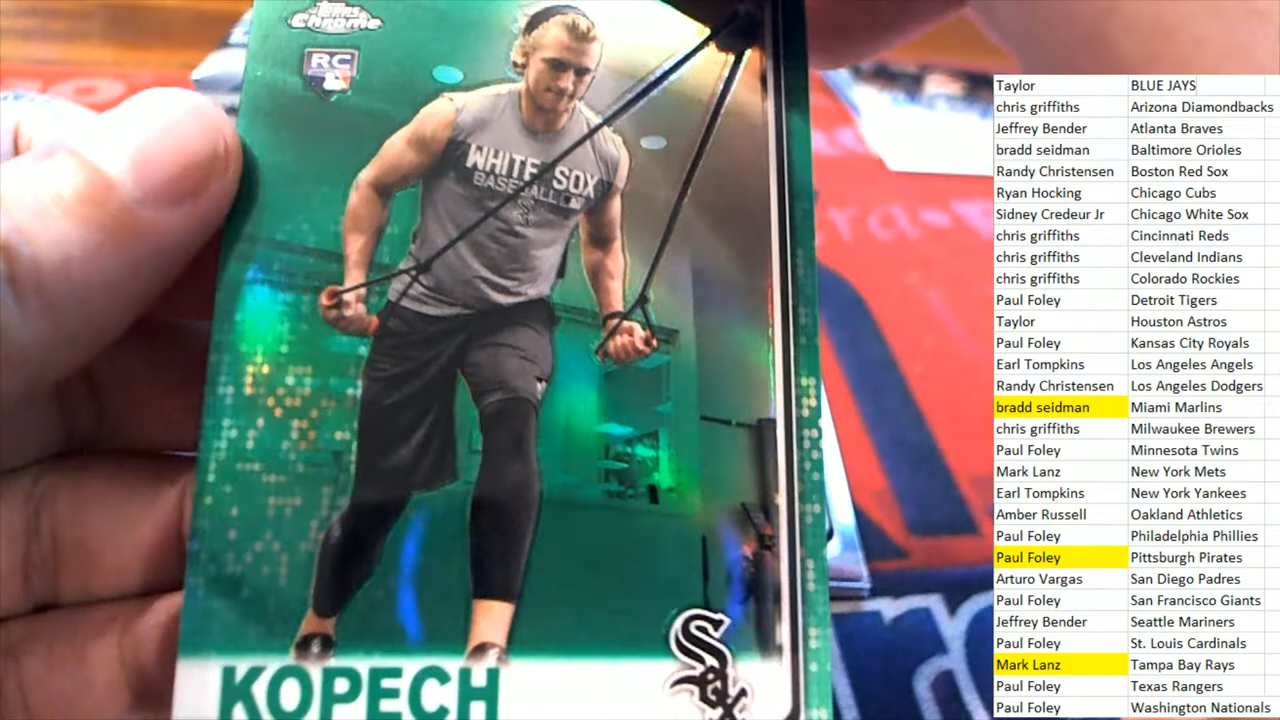 Topps
Chrome
RC
WHITE SOX
BASEBALL
KOPECH
Sox
Taylor BLUE JAYS
chris griffiths Arizona Diamondbacks
Jeffrey Bender Atlanta Braves
bradd seidman Baltimore Orioles
Randy Christensen Boston Red Sox
Ryan Hocking Chicago Cubs
Sidney Credeur Jr Chicago White Sox
chris griffiths Cincinnati Reds
chris griffiths Cleveland Indians
chris griffiths Colorado Rockies
Paul Foley Detroit Tigers
Taylor Houston Astros
Paul Foley Kansas City Royals
Earl Tompkins Los Angeles Angels
Randy Christensen Los Angeles Dodgers
bradd seidman Miami Marlins
chris griffiths Milwaukee Brewers
Paul Foley Minnesota Twins
Mark Lanz New York Mets
Earl Tompkins New York Yankees
Amber Russell Oakland Athletics
Paul Foley Philadelphia Phillies
Paul Foley Pittsburgh Pirates
Arturo Vargas San Diego Padres
Paul Foley San Francisco Giants
Jeffrey Bender Seattle Mariners
Paul Foley St. Louis Cardinals
Mark Lanz Tampa Bay Rays
Paul Foley Texas Rangers
Paul Foley Washington Nationals